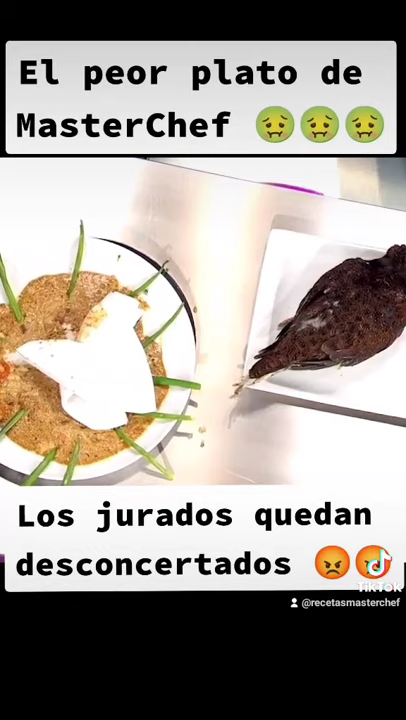 El peor plato de
MasterChef 🤢🤢🤢
Los jurados quedan
desconcertados 😡😡
TikTok
@recetasmasterchef